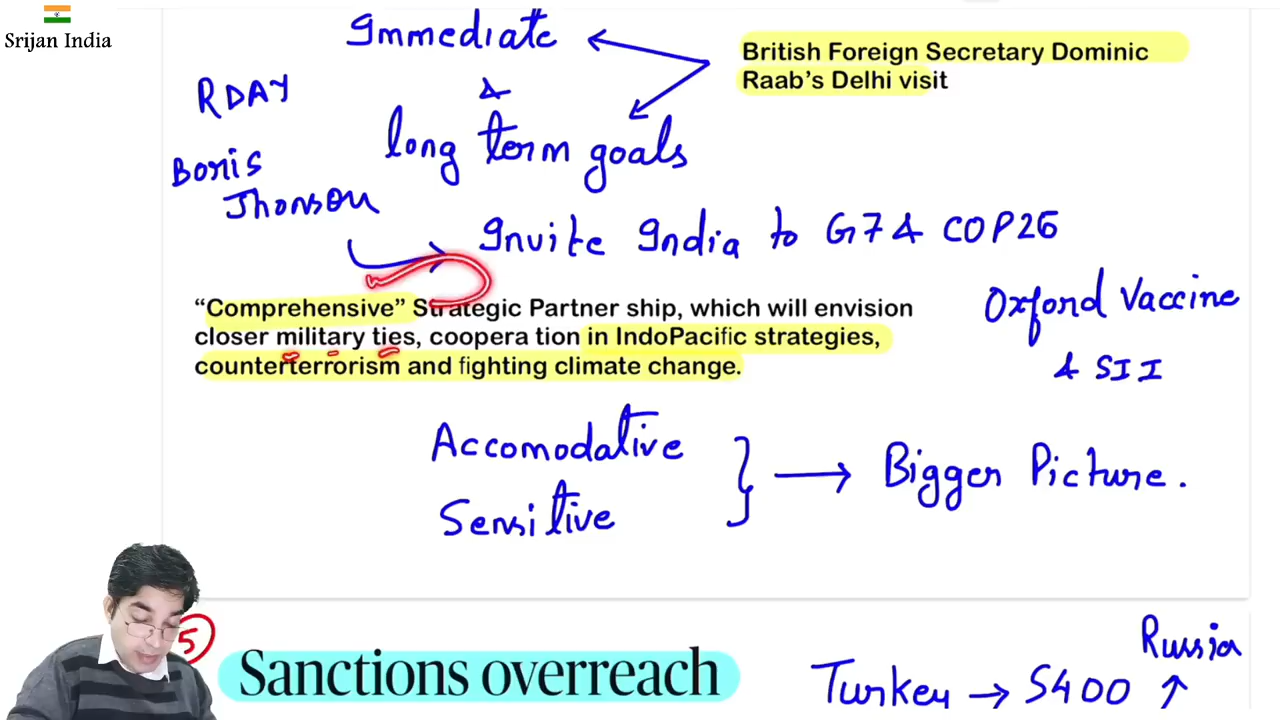 Srijan India
Immediate
British Foreign Secretary Dominic
Raab's Delhi visit
RDAY
&
long term goals
Boris
Jhonson
Invite India to G7 & COP26
"Comprehensive" Strategic Partner ship, which will envision
closer military ties, coopera tion in IndoPacific strategies,
counterterrorism and fighting climate change.
Oxford Vaccine
& SII
Accomodative
Sensitive
Bigger Picture.
5
Sanctions overreach
Russia
Turkey → S400 ↑